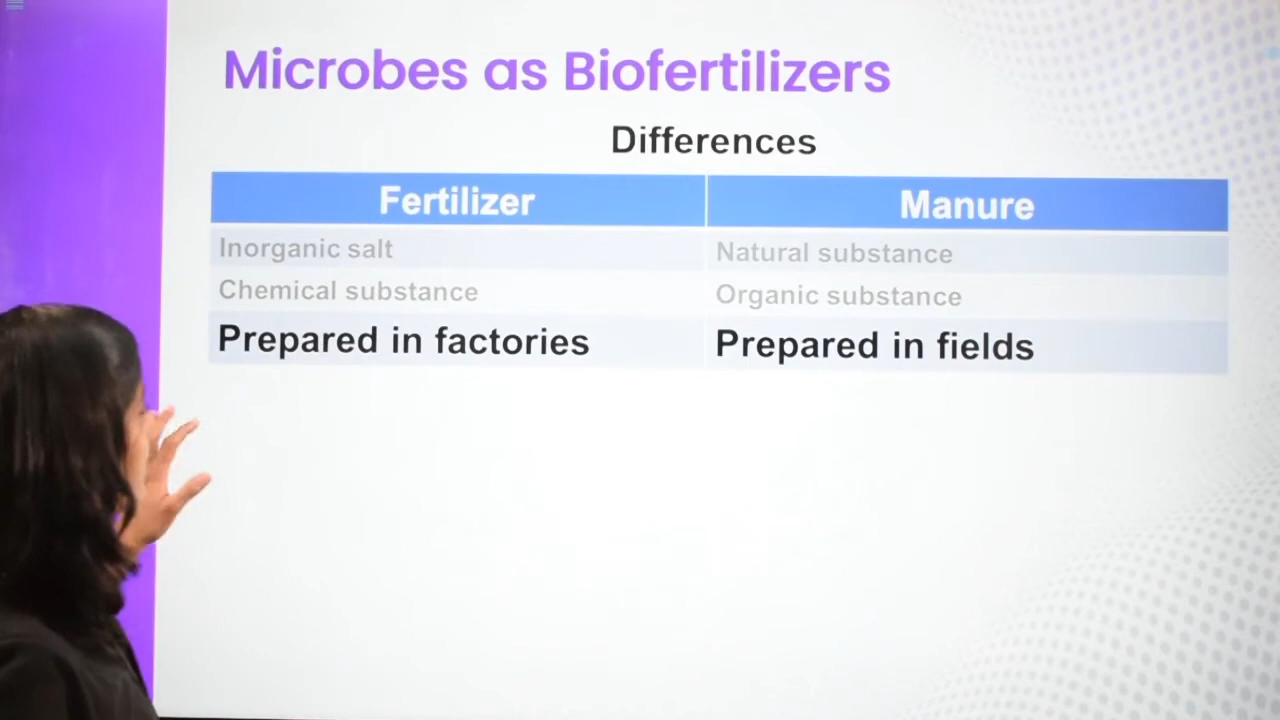 Microbes as Biofertilizers
Differences
Fertilizer Manure
Inorganic salt Natural substance
Chemical substance Organic substance
Prepared in factories Prepared in fields